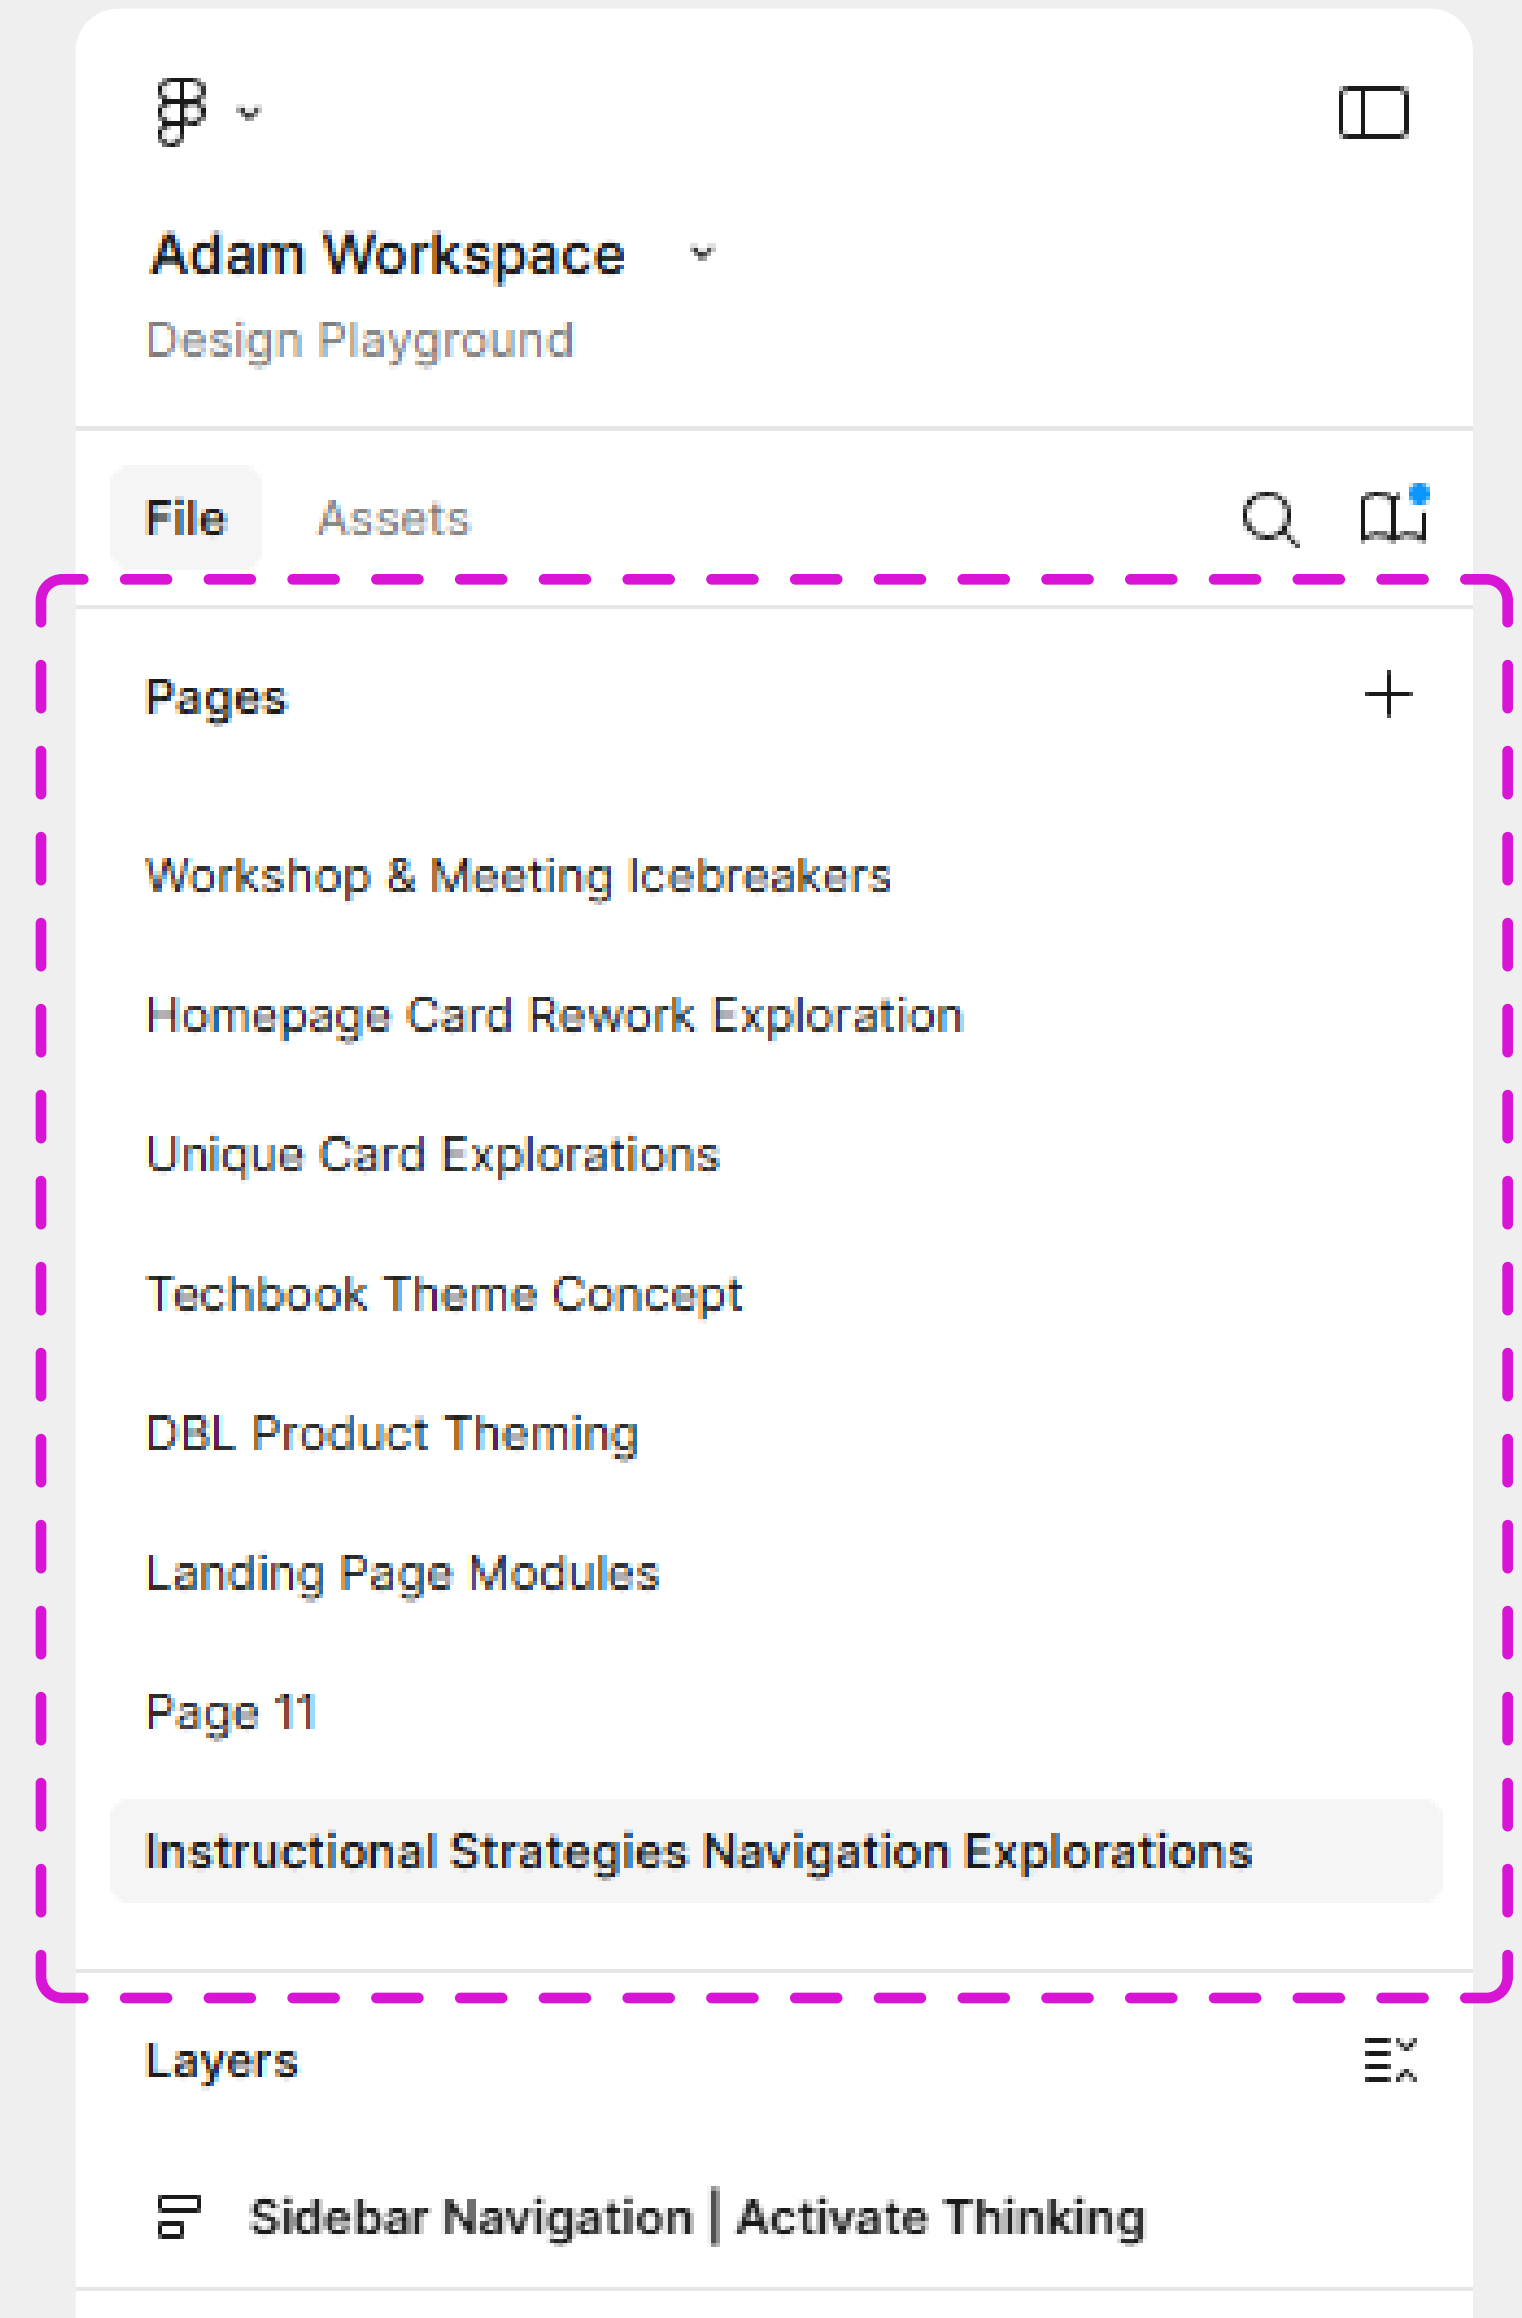 Adam Workspace
Design Playground
File Assets
Pages
Workshop & Meeting Icebreakers
Homepage Card Rework Exploration
Unique Card Explorations
Techbook Theme Concept
DBL Product Theming
Landing Page Modules
Page 11
Instructional Strategies Navigation Explorations
Layers
Sidebar Navigation | Activate Thinking